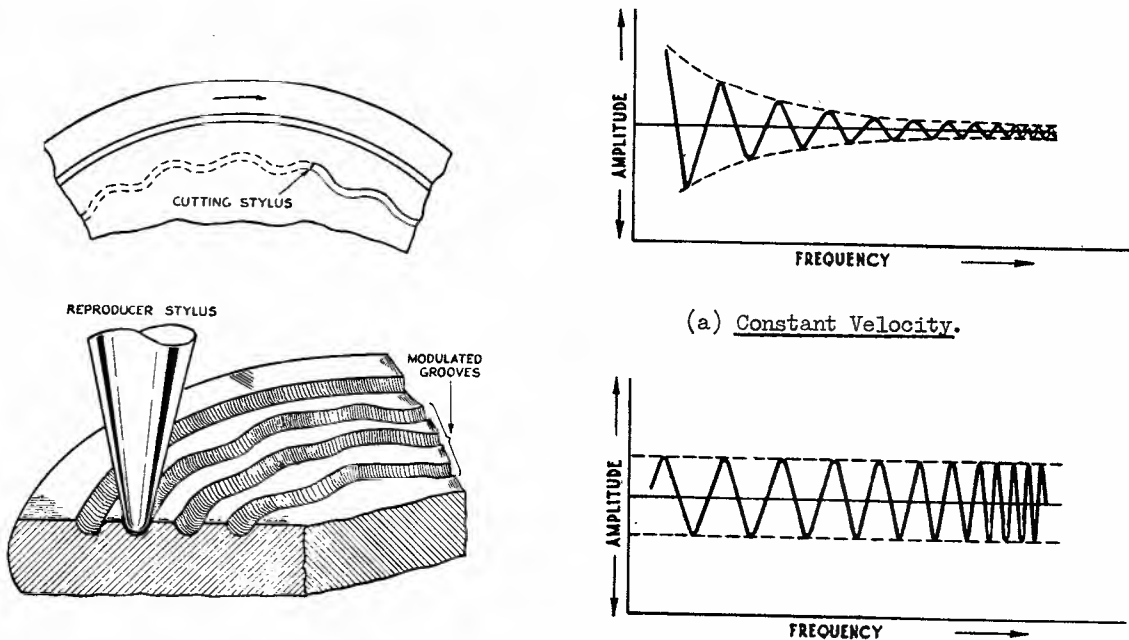 CUTTING STYLUS
REPRODUCER STYLUS
MODULATED
GROOVES
AMPLITUDE
FREQUENCY
(a) Constant Velocity.
AMPLITUDE
FREQUENCY